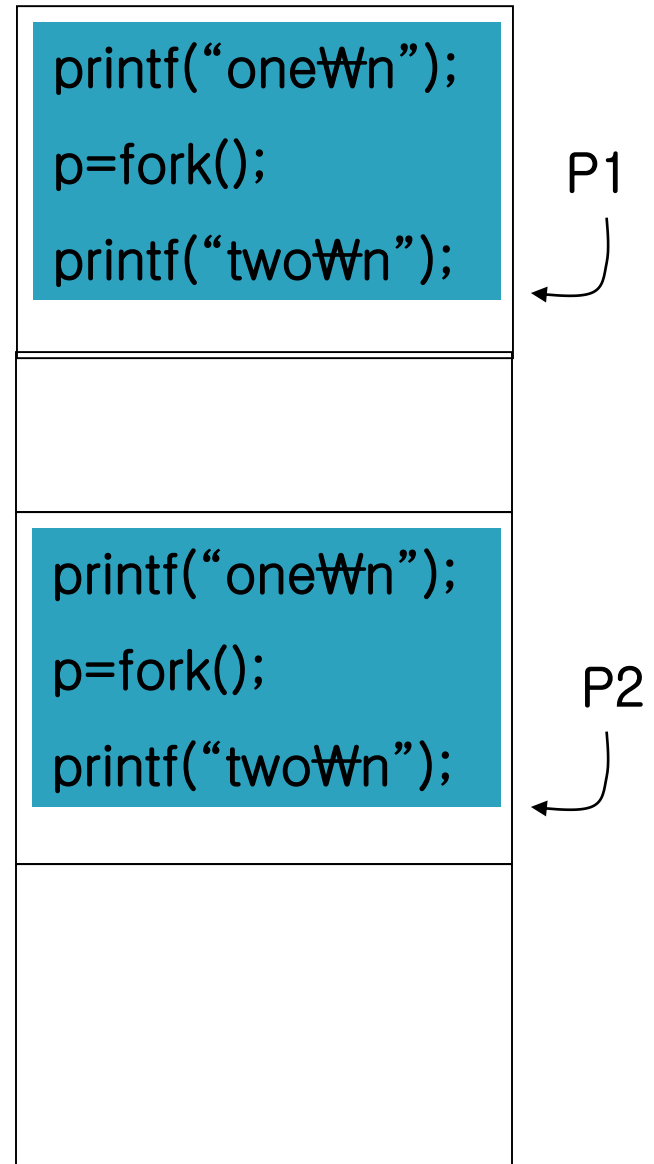 printf(“one₩n”);
p=fork();
P1
printf(“two₩n”);
printf(“one₩n”);
p=fork();
P2
printf(“two₩n”);